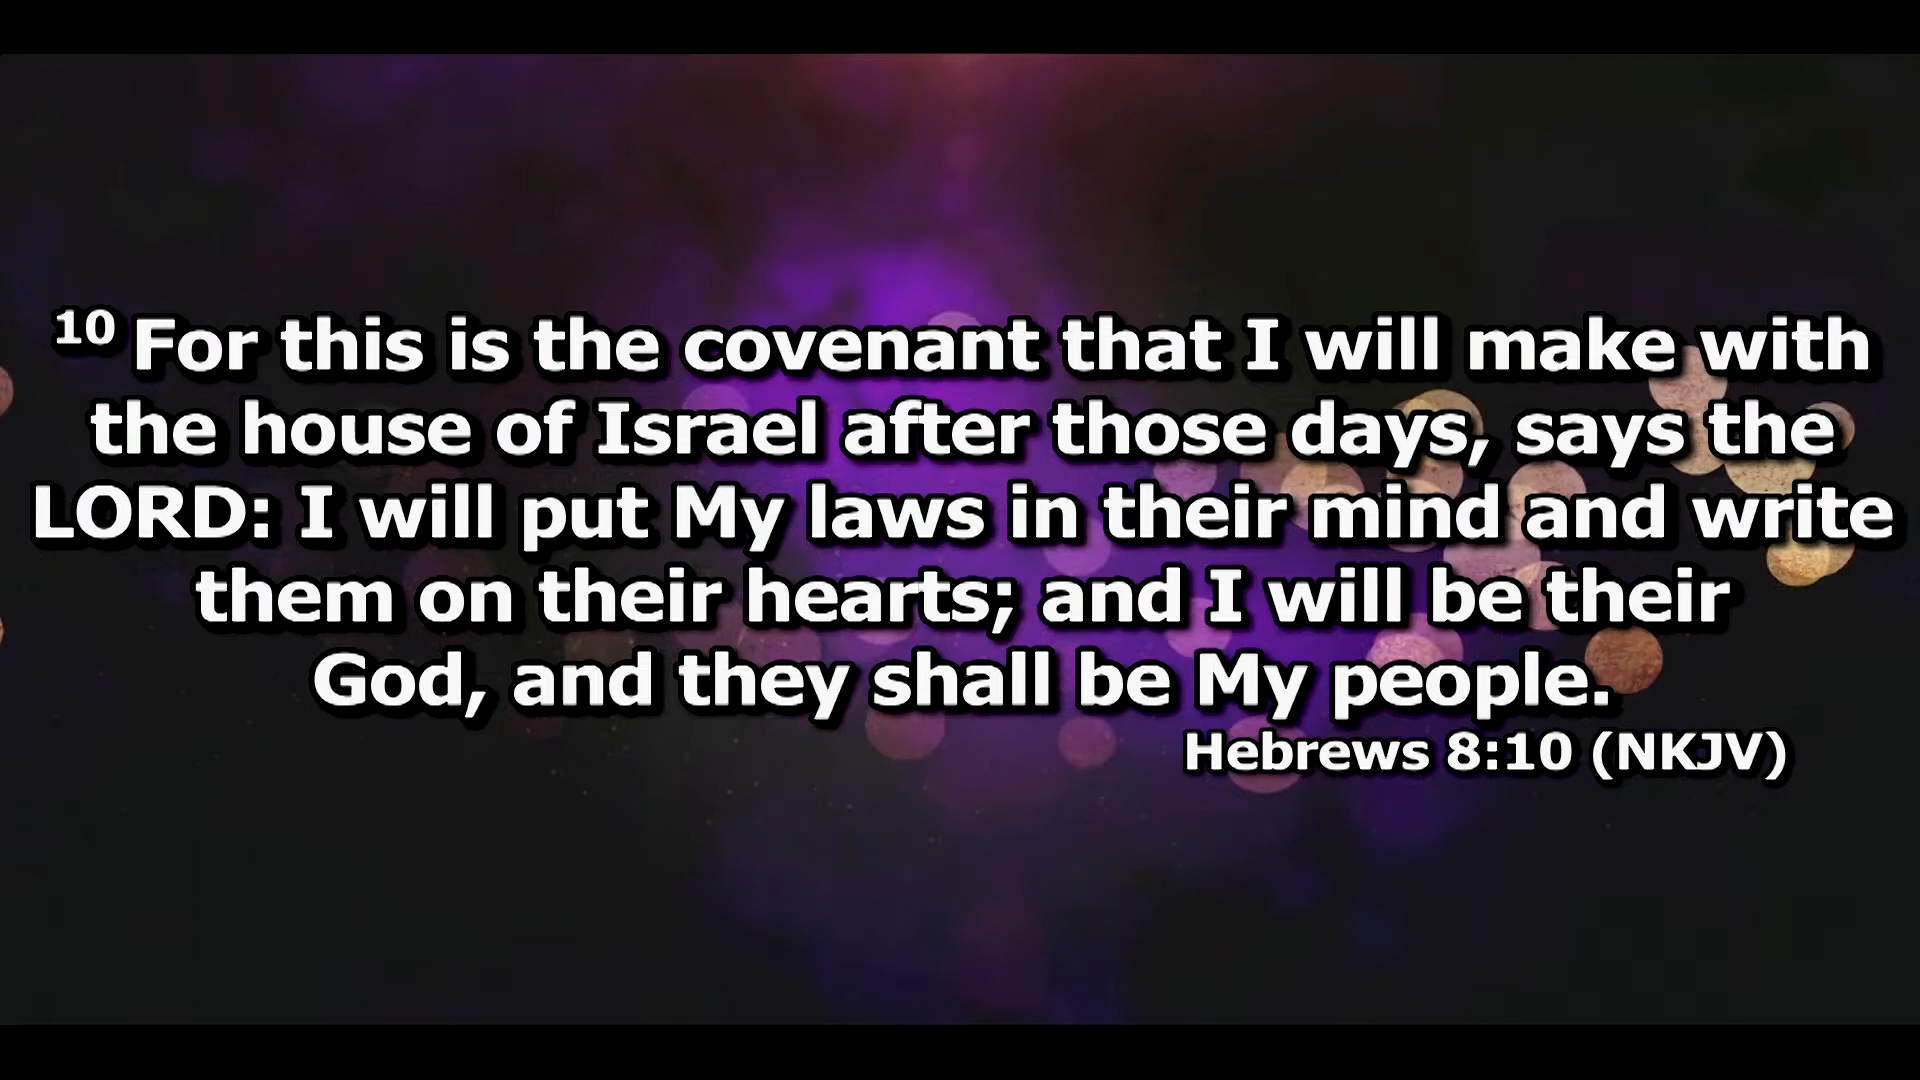 10 For this is the covenant that I will make with
the house of Israel after those days, says the
LORD: I will put My laws in their mind and write
them on their hearts; and I will be their
God, and they shall be My people.
Hebrews 8:10 (NKJV)